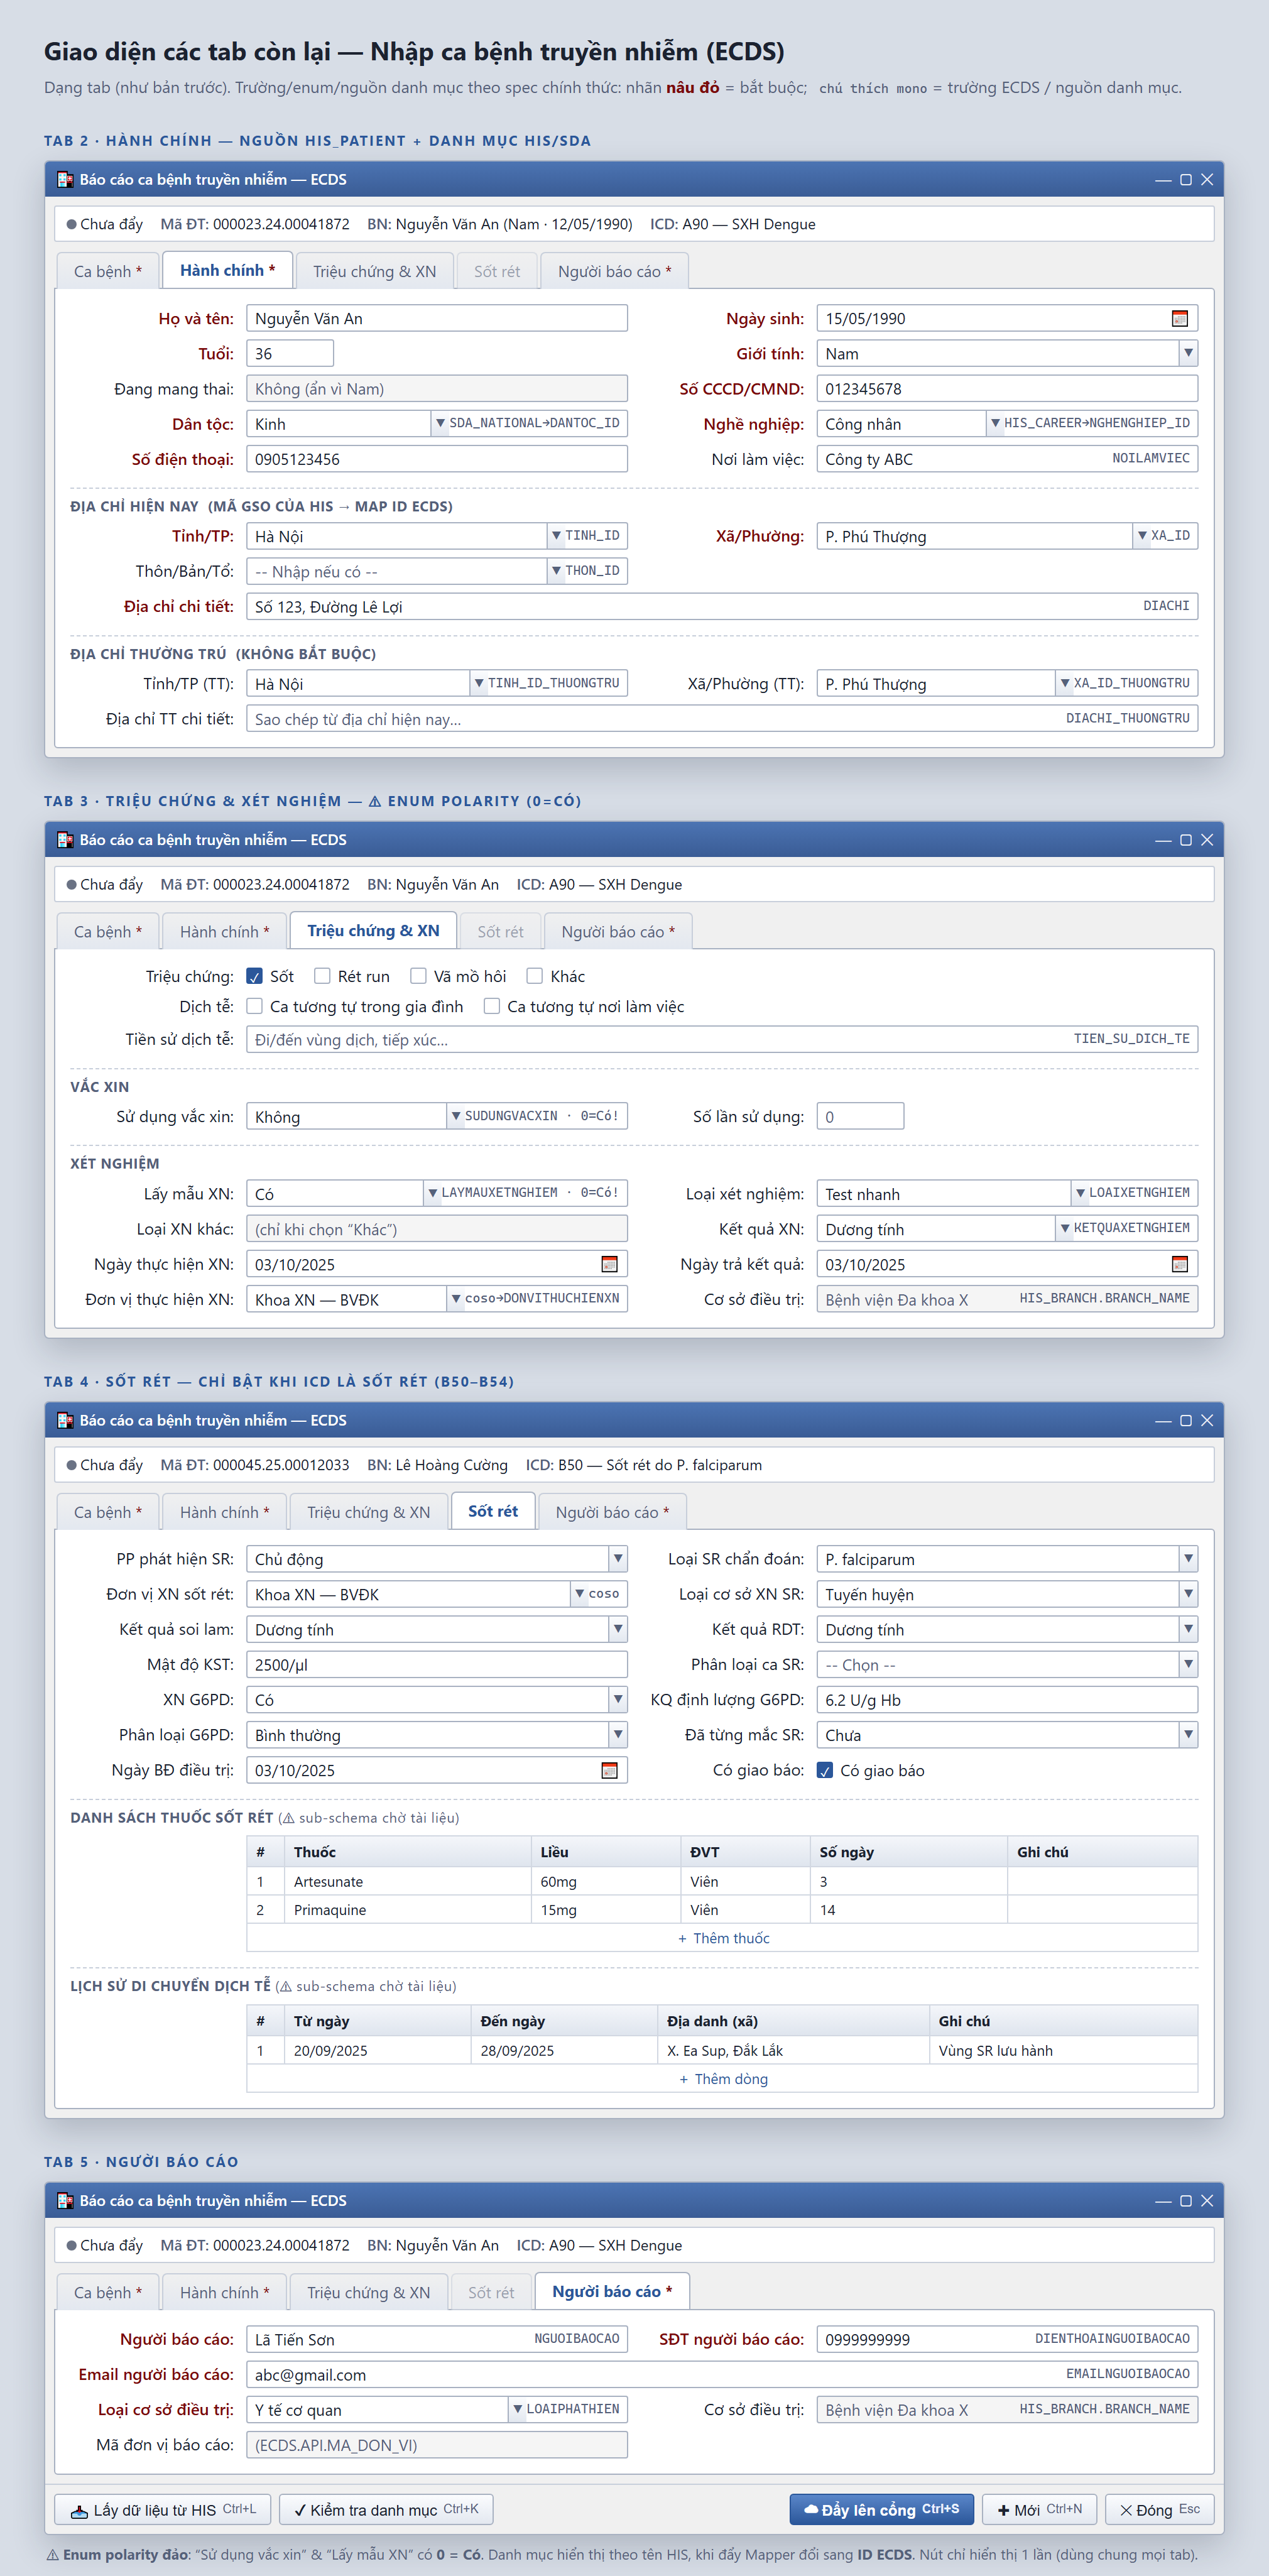 Giao diện các tab còn lại — Nhập ca bệnh truyền nhiễm (ECDS)
Dạng tab (như bản trước). Trường/enum/nguồn danh mục theo spec chính thức: nhãn nâu đỏ = bắt buộc; chú thích mono = trường ECDS / nguồn danh mục.
TAB 2 · HÀNH CHÍNH — NGUỒN HIS_PATIENT + DANH MỤC HIS/SDA
Báo cáo ca bệnh truyền nhiễm — ECDS
Chưa đẩy Mã ĐT: 000023.24.00041872 BN: Nguyễn Văn An (Nam · 12/05/1990) ICD: A90 — SXH Dengue
Ca bệnh * Hành chính * Triệu chứng & XN Sốt rét Người báo cáo *
Họ và tên: Nguyễn Văn An Ngày sinh: 15/05/1990
Tuổi: 36 Giới tính: Nam ▼
Đang mang thai: Không (ẩn vì Nam) Số CCCD/CMND: 012345678
Dân tộc: Kinh ▼ SDA_NATIONAL→DANTOC_ID Nghề nghiệp: Công nhân ▼ HIS_CAREER→NGHENGHIEP_ID
Số điện thoại: 0905123456 Nơi làm việc: Công ty ABC NOILAMVIEC
ĐỊA CHỈ HIỆN NAY (MÃ GSO CỦA HIS → MAP ID ECDS)
Tỉnh/TP: Hà Nội ▼ TINH_ID Xã/Phường: P. Phú Thượng ▼ XA_ID
Thôn/Bản/Tổ: -- Nhập nếu có -- ▼ THON_ID
Địa chỉ chi tiết: Số 123, Đường Lê Lợi DIACHI
ĐỊA CHỈ THƯỜNG TRÚ (KHÔNG BẮT BUỘC)
Tỉnh/TP (TT): Hà Nội ▼ TINH_ID_THUONGTRU Xã/Phường (TT): P. Phú Thượng ▼ XA_ID_THUONGTRU
Địa chỉ TT chi tiết: Sao chép từ địa chỉ hiện nay... DIACHI_THUONGTRU
TAB 3 · TRIỆU CHỨNG & XÉT NGHIỆM — ⚠ ENUM POLARITY (0=CÓ)
Báo cáo ca bệnh truyền nhiễm — ECDS
Chưa đẩy Mã ĐT: 000023.24.00041872 BN: Nguyễn Văn An ICD: A90 — SXH Dengue
Ca bệnh * Hành chính * Triệu chứng & XN Sốt rét Người báo cáo *
Triệu chứng: ✓ Sốt Rét run Vã mồ hôi Khác
Dịch tễ: Ca tương tự trong gia đình Ca tương tự nơi làm việc
Tiền sử dịch tễ: Đi/đến vùng dịch, tiếp xúc... TIEN_SU_DICH_TE
VẮC XIN
Sử dụng vắc xin: Không ▼ SUDUNGVACXIN · 0=Có! Số lần sử dụng: 0
XÉT NGHIỆM
Lấy mẫu XN: Có ▼ LAYMAUXETNGHIEM · 0=Có! Loại xét nghiệm: Test nhanh ▼ LOAIXETNGHIEM
Loại XN khác: (chỉ khi chọn “Khác”) Kết quả XN: Dương tính ▼ KETQUAXETNGHIEM
Ngày thực hiện XN: 03/10/2025 Ngày trả kết quả: 03/10/2025
Đơn vị thực hiện XN: Khoa XN — BVĐK ▼ coso→DONVITHUCHIENXN Cơ sở điều trị: Bệnh viện Đa khoa X HIS_BRANCH.BRANCH_NAME
TAB 4 · SỐT RÉT — CHỈ BẬT KHI ICD LÀ SỐT RÉT (B50–B54)
Báo cáo ca bệnh truyền nhiễm — ECDS
Chưa đẩy Mã ĐT: 000045.25.00012033 BN: Lê Hoàng Cường ICD: B50 — Sốt rét do P. falciparum
Ca bệnh * Hành chính * Triệu chứng & XN Sốt rét Người báo cáo *
PP phát hiện SR: Chủ động ▼ Loại SR chẩn đoán: P. falciparum ▼
Đơn vị XN sốt rét: Khoa XN — BVĐK ▼ coso Loại cơ sở XN SR: Tuyến huyện ▼
Kết quả soi lam: Dương tính ▼ Kết quả RDT: Dương tính ▼
Mật độ KST: 2500/µl Phân loại ca SR: -- Chọn -- ▼
XN G6PD: Có ▼ KQ định lượng G6PD: 6.2 U/g Hb
Phân loại G6PD: Bình thường ▼ Đã từng mắc SR: Chưa ▼
Ngày BĐ điều trị: 03/10/2025 Có giao báo: ✓ Có giao báo
DANH SÁCH THUỐC SỐT RÉT (⚠ sub-schema chờ tài liệu)
# Thuốc Liều ĐVT Số ngày Ghi chú
1 Artesunate 60mg Viên 3
2 Primaquine 15mg Viên 14
+ Thêm thuốc
LỊCH SỬ DI CHUYỂN DỊCH TỄ (⚠ sub-schema chờ tài liệu)
# Từ ngày Đến ngày Địa danh (xã) Ghi chú
1 20/09/2025 28/09/2025 X. Ea Sup, Đắk Lắk Vùng SR lưu hành
+ Thêm dòng
TAB 5 · NGƯỜI BÁO CÁO
Báo cáo ca bệnh truyền nhiễm — ECDS
Chưa đẩy Mã ĐT: 000023.24.00041872 BN: Nguyễn Văn An ICD: A90 — SXH Dengue
Ca bệnh * Hành chính * Triệu chứng & XN Sốt rét Người báo cáo *
Người báo cáo: Lã Tiến Sơn NGUOIBAOCAO SĐT người báo cáo: 0999999999 DIENTHOAINGUOIBAOCAO
Email người báo cáo: abc@gmail.com EMAILNGUOIBAOCAO
Loại cơ sở điều trị: Y tế cơ quan ▼ LOAIPHATHIEN Cơ sở điều trị: Bệnh viện Đa khoa X HIS_BRANCH.BRANCH_NAME
Mã đơn vị báo cáo: (ECDS.API.MA_DON_VI)
Lấy dữ liệu từ HIS Ctrl+L ✓ Kiểm tra danh mục Ctrl+K Đẩy lên cổng Ctrl+S + Mới Ctrl+N × Đóng Esc
⚠ Enum polarity đảo: “Sử dụng vắc xin” & “Lấy mẫu XN” có 0 = Có. Danh mục hiển thị theo tên HIS, khi đẩy Mapper đổi sang ID ECDS. Nút chỉ hiển thị 1 lần (dùng chung mọi tab).